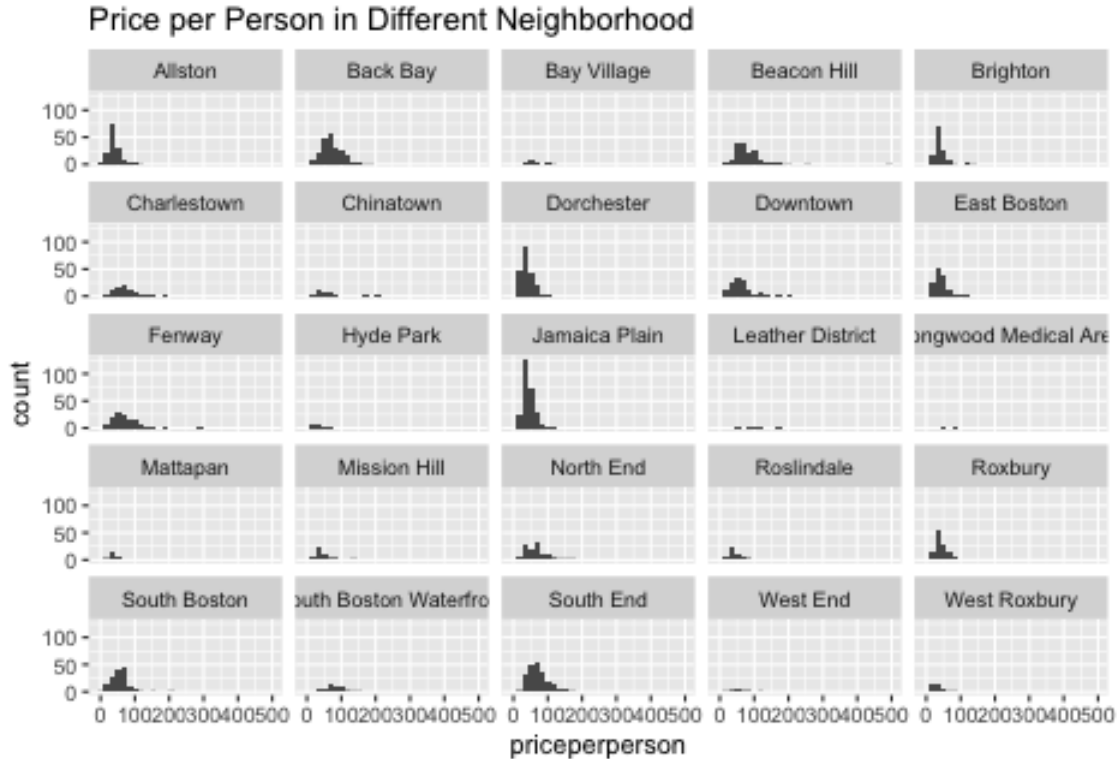 Price per Person in Different Neighborhood
Allston Back Bay Bay Village Beacon Hill Brighton
100
50
0
Charlestown Chinatown Dorchester Downtown East Boston
100
50
0
Fenway Hyde Park Jamaica Plain Leather District ongwood Medical Are
100
50
0
Mattapan Mission Hill North End Roslindale Roxbury
100
50
0
South Boston outh Boston Waterfro South End West End West Roxbury
100
50
0
0 100200300400500 0 100200300400500 0 100200300400500 0 100200300400500 0 100200300400500
priceperperson
count